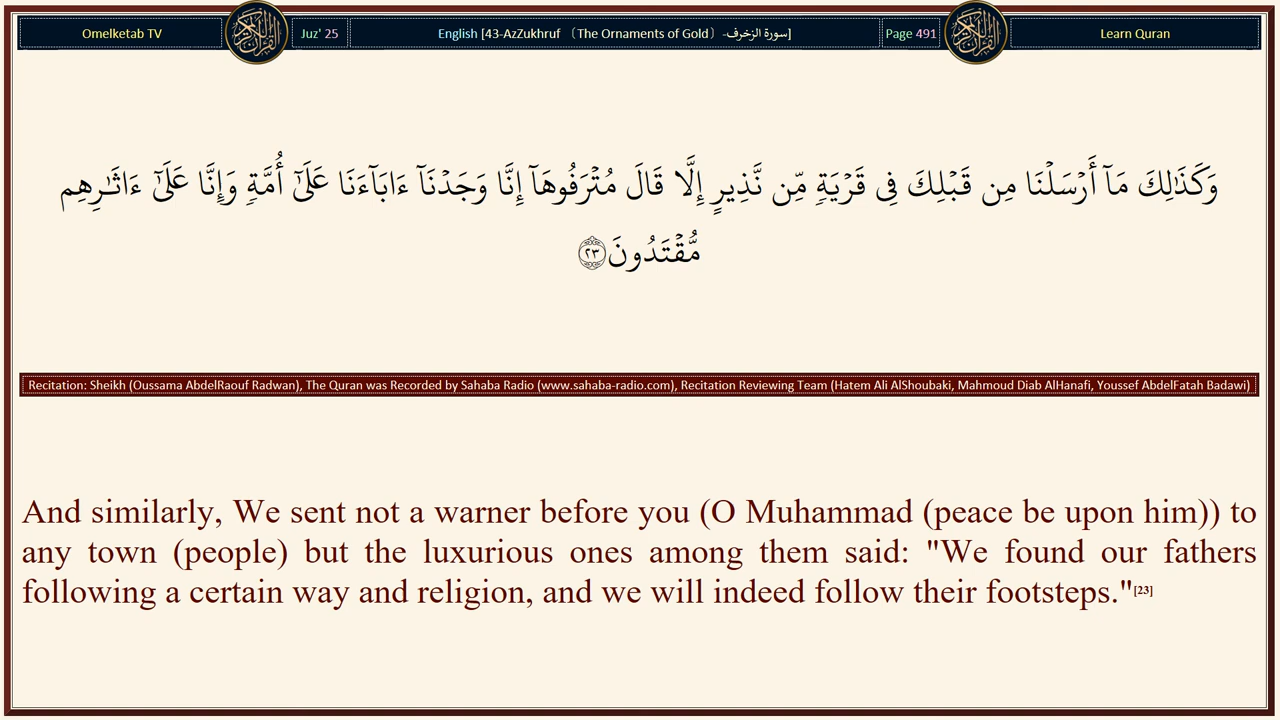 Omelketab TV
Juz' 25
English [43-AzZukhruf 〔The Ornaments of Gold〕 -سورة الزخرف]
Page 491
Learn Quran
وَكَذَٰلِكَ مَآ أَرْسَلْنَا مِن قَبْلِكَ فِى قَرْيَةٍ مِّن نَّذِيرٍ إِلَّا قَالَ مُتْرَفُوهَآ إِنَّا وَجَدْنَآ ءَابَآءَنَا عَلَىٰٓ أُمَّةٍ وَإِنَّا عَلَىٰٓ ءَاثَـٰرِهِم
مُّقْتَدُونَ ٢٣
Recitation: Sheikh (Oussama AbdelRaouf Radwan), The Quran was Recorded by Sahaba Radio (www.sahaba-radio.com), Recitation Reviewing Team (Hatem Ali AlShoubaki, Mahmoud Diab AlHanafi, Youssef AbdelFatah Badawi)
And similarly, We sent not a warner before you (O Muhammad (peace be upon him)) to
any town (people) but the luxurious ones among them said: "We found our fathers
following a certain way and religion, and we will indeed follow their footsteps."[23]